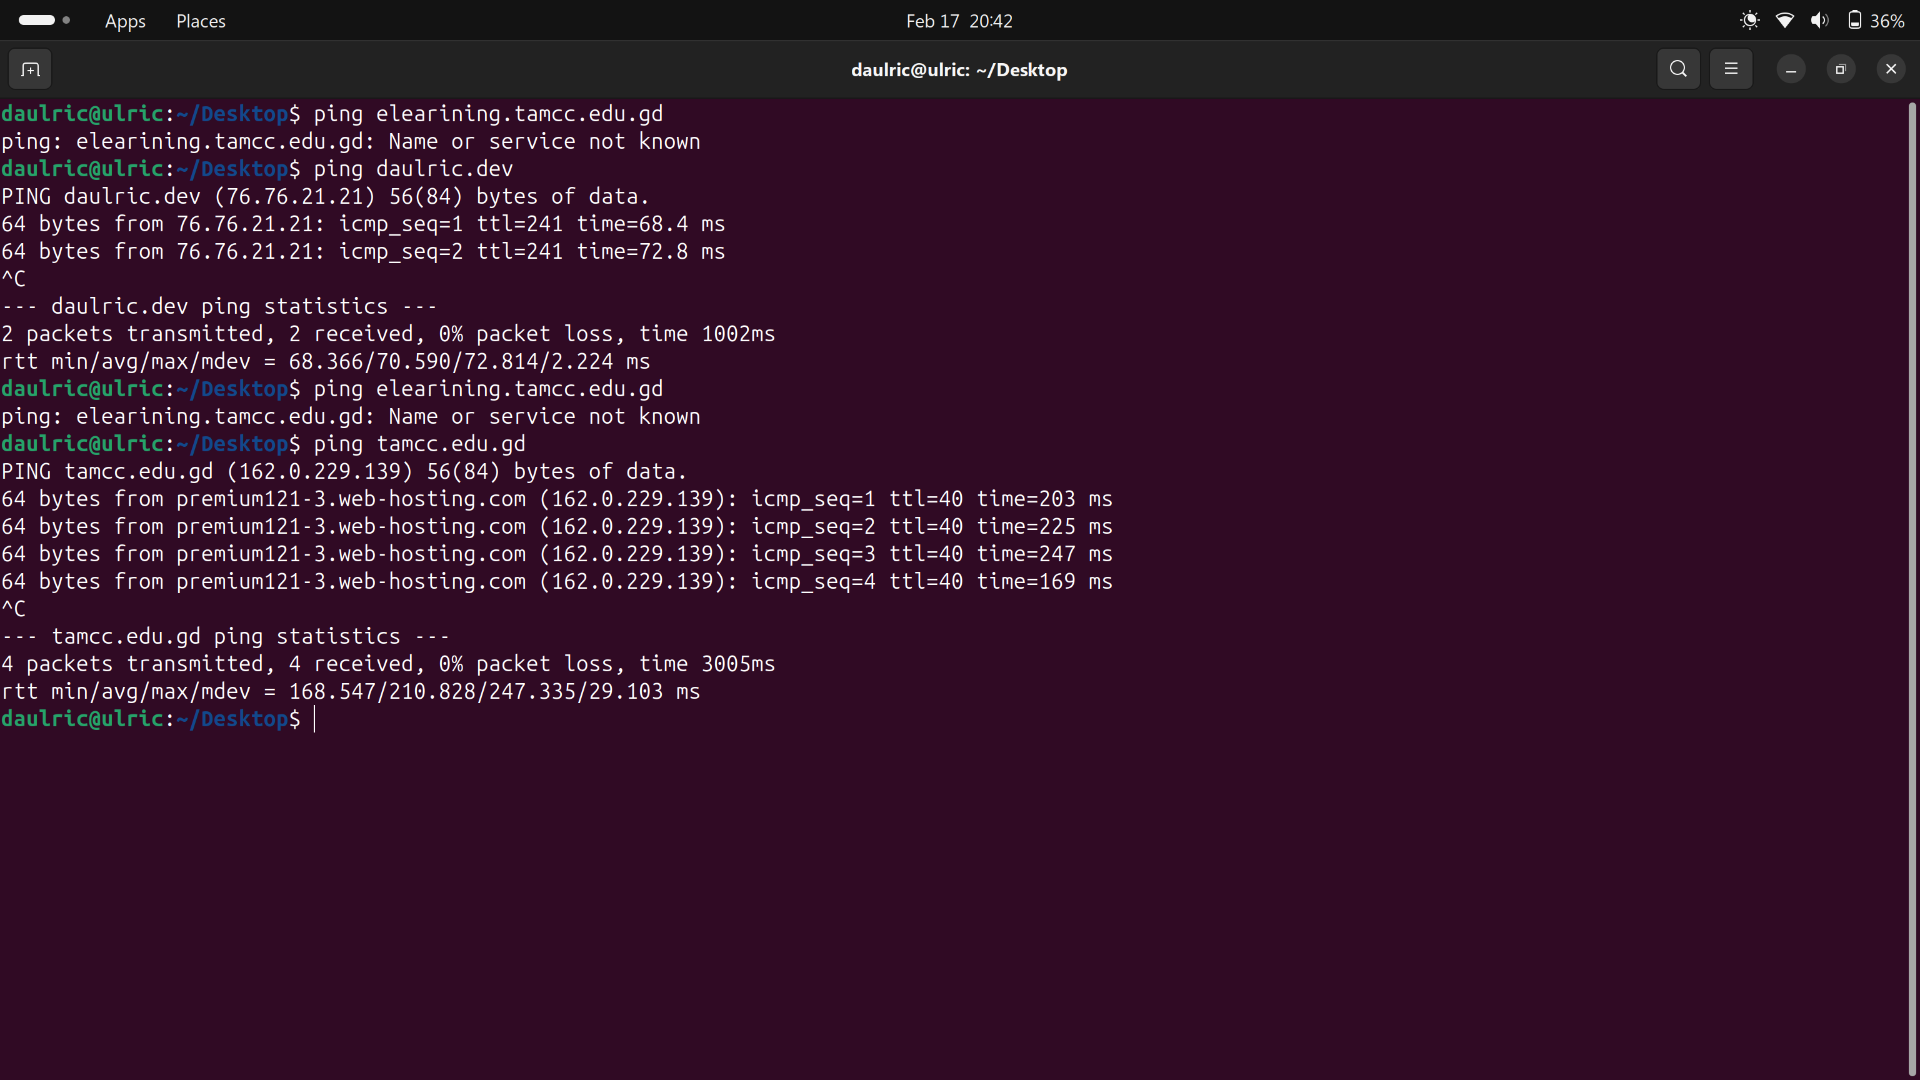 Apps Places Feb 17 20:42 36%
daulric@ulric: ~/Desktop
daulric@ulric:~/Desktop$ ping elearining.tamcc.edu.gd
ping: elearining.tamcc.edu.gd: Name or service not known
daulric@ulric:~/Desktop$ ping daulric.dev
PING daulric.dev (76.76.21.21) 56(84) bytes of data.
64 bytes from 76.76.21.21: icmp_seq=1 ttl=241 time=68.4 ms
64 bytes from 76.76.21.21: icmp_seq=2 ttl=241 time=72.8 ms
^C
--- daulric.dev ping statistics ---
2 packets transmitted, 2 received, 0% packet loss, time 1002ms
rtt min/avg/max/mdev = 68.366/70.590/72.814/2.224 ms
daulric@ulric:~/Desktop$ ping elearining.tamcc.edu.gd
ping: elearining.tamcc.edu.gd: Name or service not known
daulric@ulric:~/Desktop$ ping tamcc.edu.gd
PING tamcc.edu.gd (162.0.229.139) 56(84) bytes of data.
64 bytes from premium121-3.web-hosting.com (162.0.229.139): icmp_seq=1 ttl=40 time=203 ms
64 bytes from premium121-3.web-hosting.com (162.0.229.139): icmp_seq=2 ttl=40 time=225 ms
64 bytes from premium121-3.web-hosting.com (162.0.229.139): icmp_seq=3 ttl=40 time=247 ms
64 bytes from premium121-3.web-hosting.com (162.0.229.139): icmp_seq=4 ttl=40 time=169 ms
^C
--- tamcc.edu.gd ping statistics ---
4 packets transmitted, 4 received, 0% packet loss, time 3005ms
rtt min/avg/max/mdev = 168.547/210.828/247.335/29.103 ms
daulric@ulric:~/Desktop$